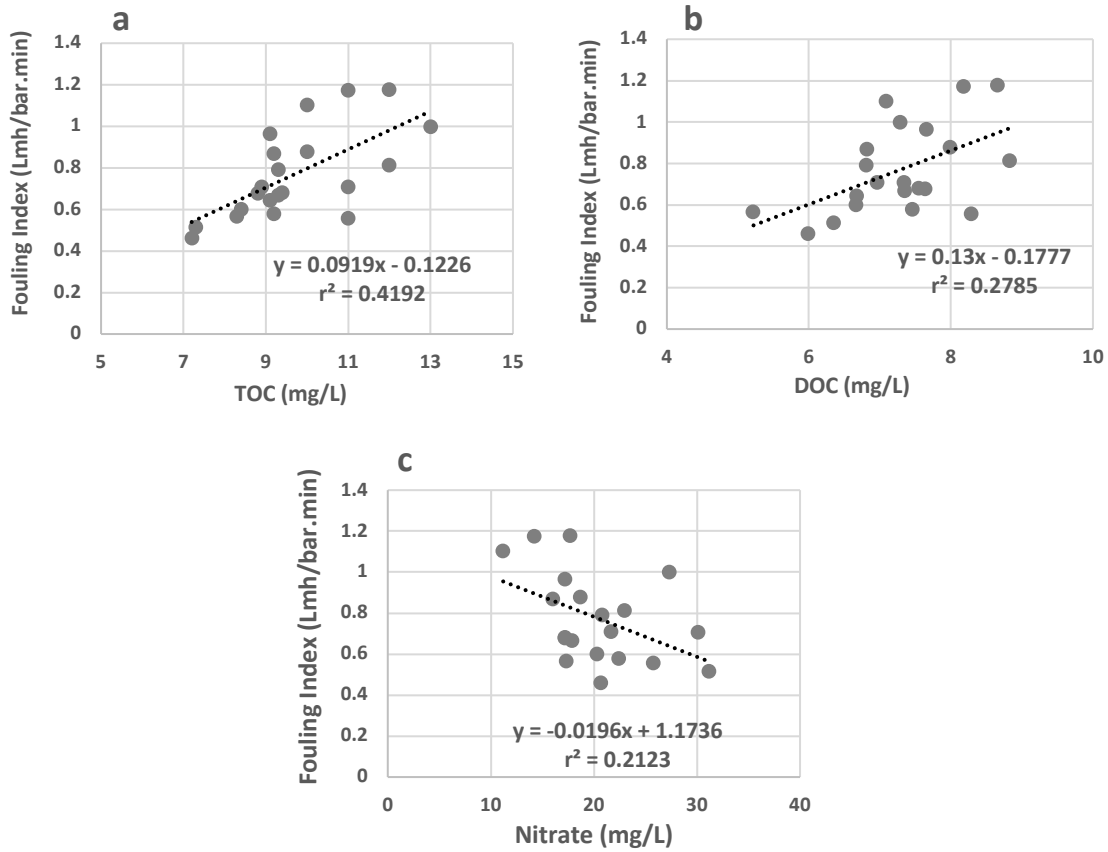 a
Fouling Index (Lmh/bar.min)
1.4
1.2
1
0.8
0.6
0.4
0.2
0
y = 0.0919x - 0.1226
r² = 0.4192
5 7 9 11 13 15
TOC (mg/L)
b
Fouling Index (Lmh/bar.min)
1.4
1.2
1
0.8
0.6
0.4
0.2
0
y = 0.13x - 0.1777
r² = 0.2785
4 6 8 10
DOC (mg/L)
c
Fouling Index (Lmh/bar.min)
1.4
1.2
1
0.8
0.6
0.4
0.2
0
y = -0.0196x + 1.1736
r² = 0.2123
0 10 20 30 40
Nitrate (mg/L)